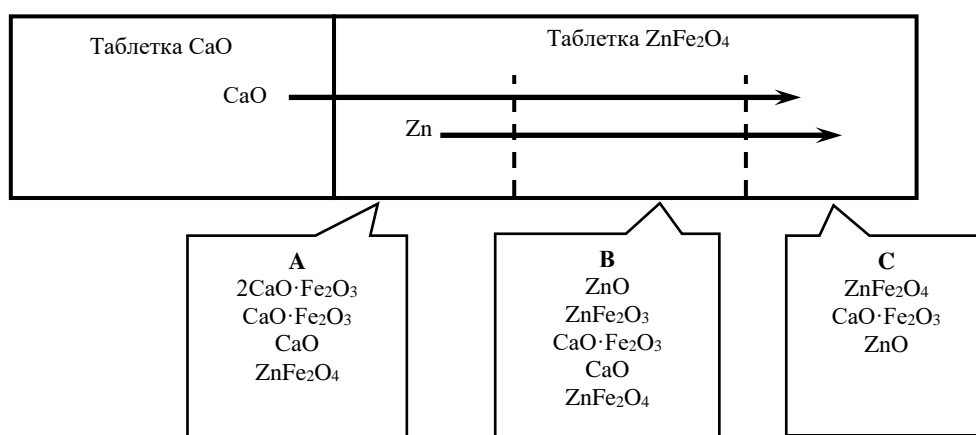 Таблетка CaO
Таблетка ZnFe₂O₄
CaO
Zn
A
2CaO·Fe₂O₃
CaO·Fe₂O₃
CaO
ZnFe₂O₄
B
ZnO
ZnFe₂O₃
CaO·Fe₂O₃
CaO
ZnFe₂O₄
C
ZnFe₂O₄
CaO·Fe₂O₃
ZnO